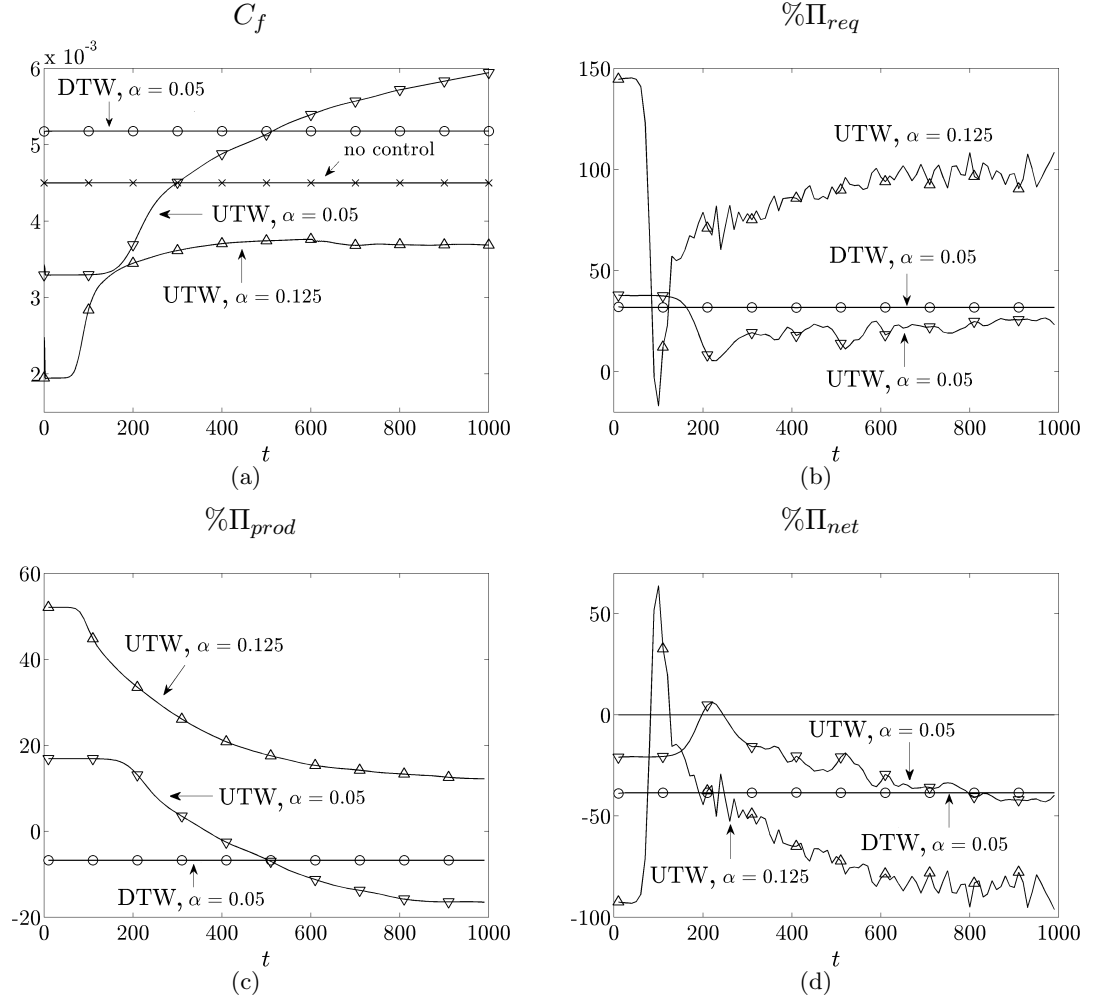 C_f
x 10^-3
6
5
4
3
2
DTW, α = 0.05
no control
UTW, α = 0.05
UTW, α = 0.125
0 200 400 600 800 1000
t
(a)
%Π_req
150
100
50
0
UTW, α = 0.125
DTW, α = 0.05
UTW, α = 0.05
0 200 400 600 800 1000
t
(b)
%Π_prod
60
40
20
0
-20
UTW, α = 0.125
UTW, α = 0.05
DTW, α = 0.05
0 200 400 600 800 1000
t
(c)
%Π_net
50
0
-50
-100
UTW, α = 0.05
DTW, α = 0.05
UTW, α = 0.125
0 200 400 600 800 1000
t
(d)